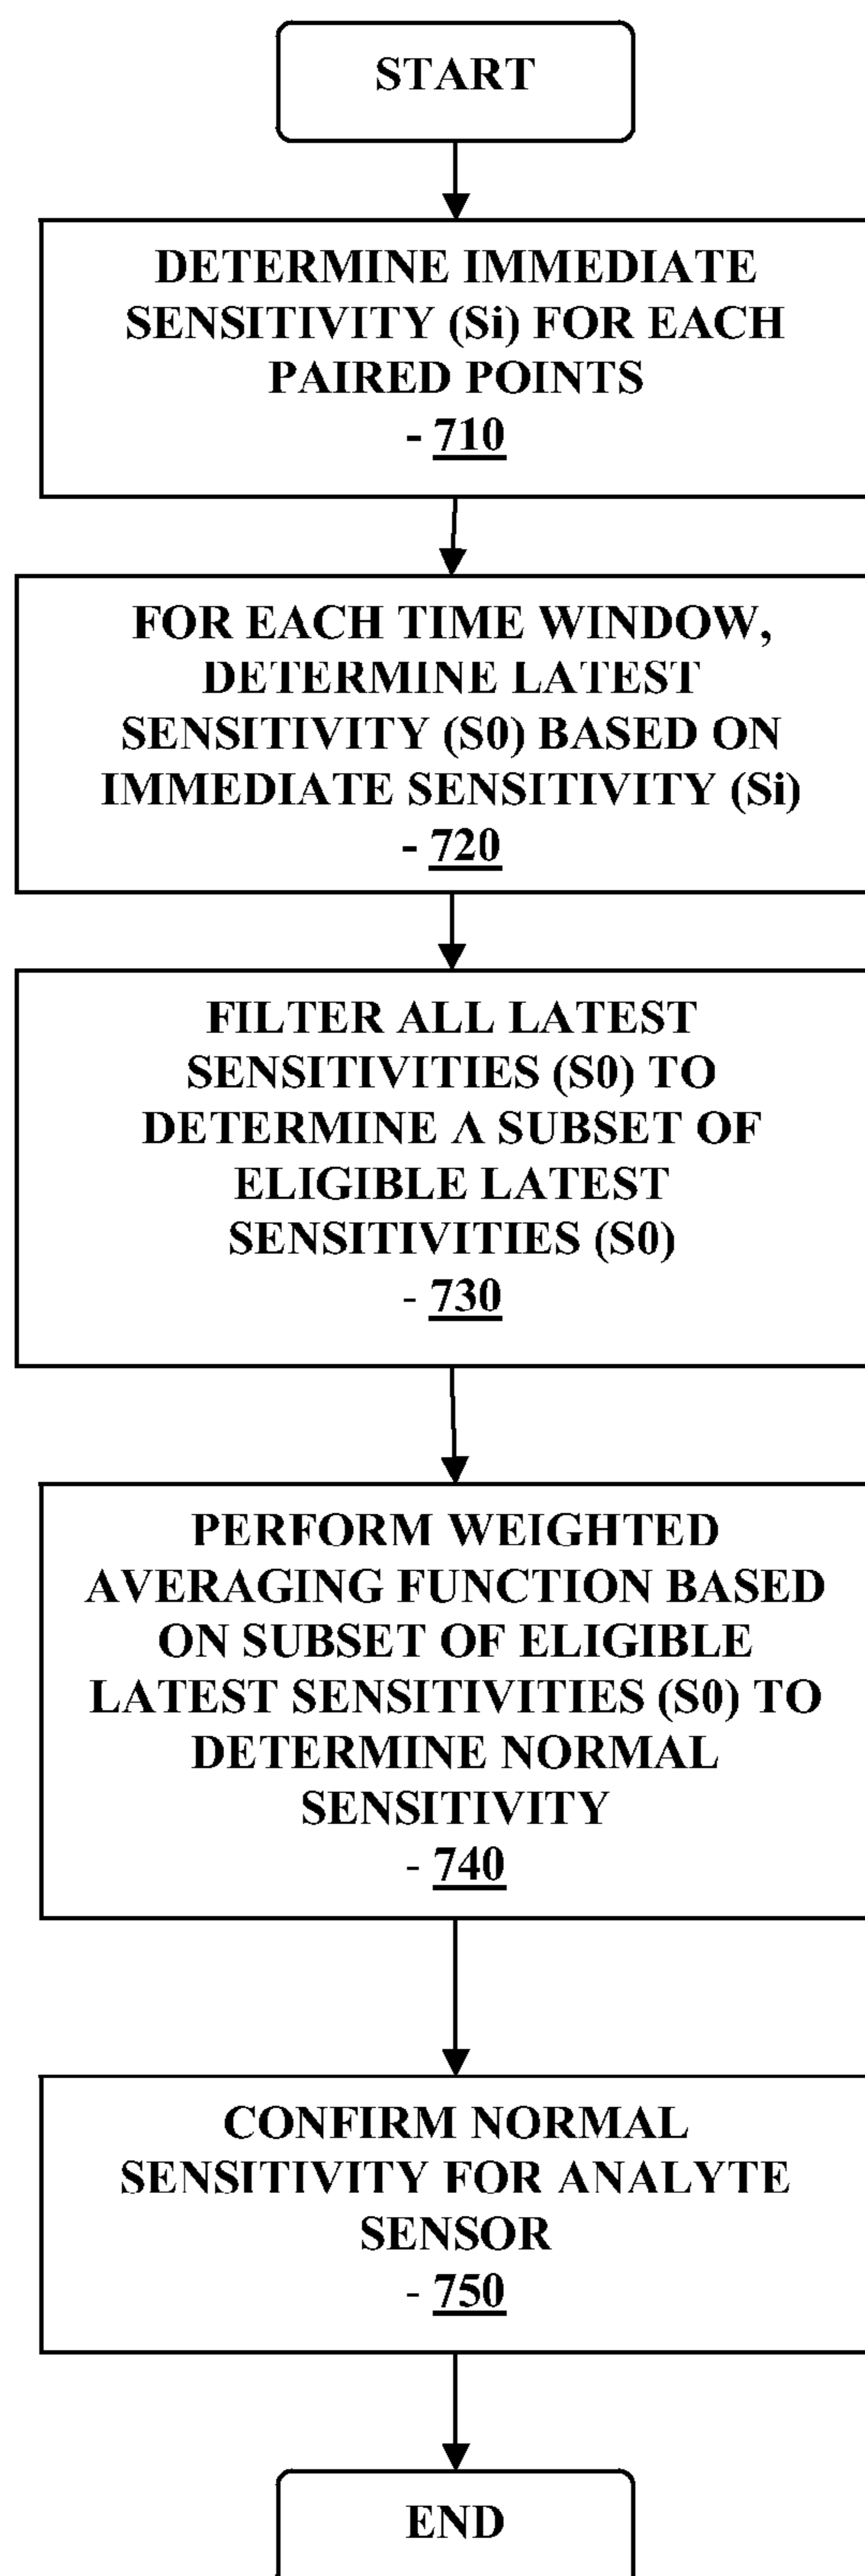 START
DETERMINE IMMEDIATE
SENSITIVITY (Si) FOR EACH
PAIRED POINTS
- 710
FOR EACH TIME WINDOW,
DETERMINE LATEST
SENSITIVITY (S0) BASED ON
IMMEDIATE SENSITIVITY (Si)
- 720
FILTER ALL LATEST
SENSITIVITIES (S0) TO
DETERMINE A SUBSET OF
ELIGIBLE LATEST
SENSITIVITIES (S0)
- 730
PERFORM WEIGHTED
AVERAGING FUNCTION BASED
ON SUBSET OF ELIGIBLE
LATEST SENSITIVITIES (S0) TO
DETERMINE NORMAL
SENSITIVITY
- 740
CONFIRM NORMAL
SENSITIVITY FOR ANALYTE
SENSOR
- 750
END